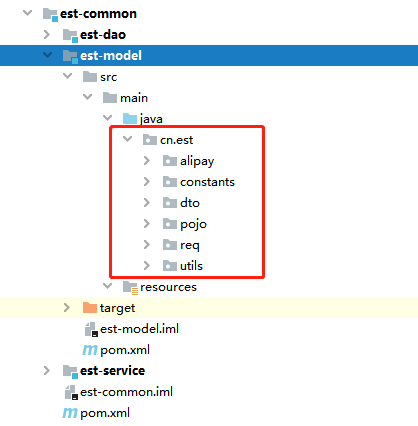 est-common
est-dao
est-model
src
main
java
cn.est
alipay
constants
dto
pojo
req
utils
resources
target
est-model.iml
pom.xml
est-service
est-common.iml
pom.xml